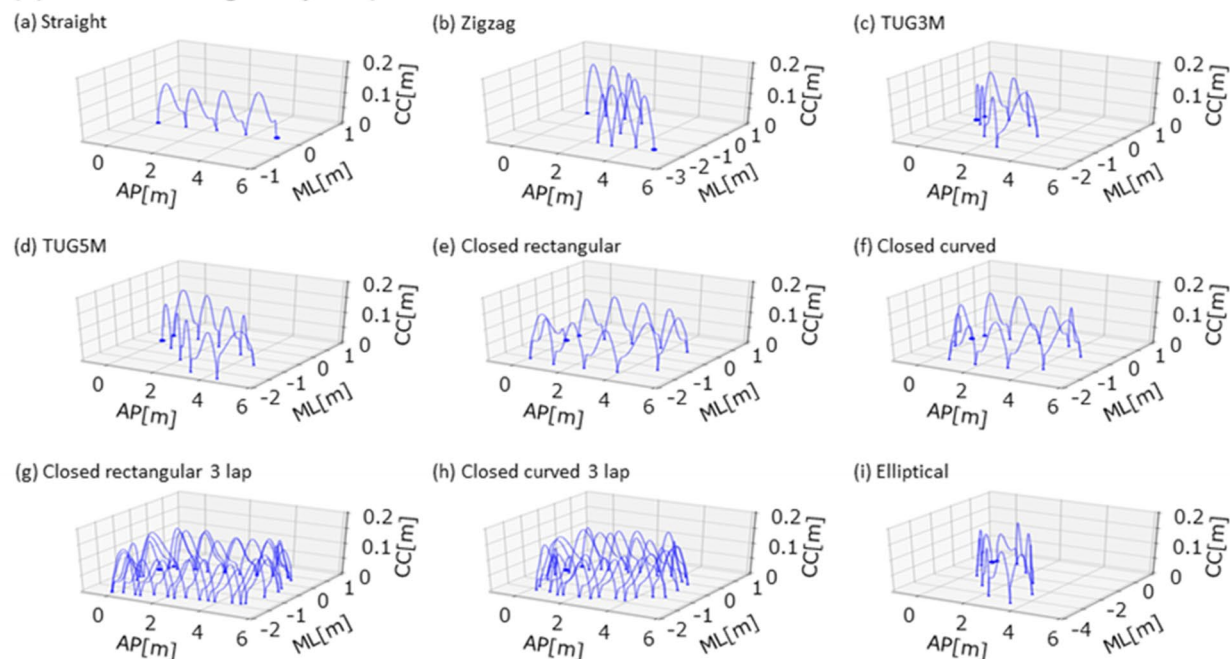 (a) Straight
(b) Zigzag
(c) TUG3M
0.2
0.1
0
CC[m]
1
0
-1
ML[m]
0
2
4
6
AP[m]
0.2
0.1
0
CC[m]
1
0
-1
-2
-3
ML[m]
0
2
4
6
AP[m]
0.2
0.1
0
CC[m]
1
0
-1
-2
ML[m]
0
2
4
6
AP[m]
(d) TUG5M
(e) Closed rectangular
(f) Closed curved
0.2
0.1
0
CC[m]
1
0
-1
-2
ML[m]
0
2
4
6
AP[m]
0.2
0.1
0
CC[m]
1
0
-1
-2
ML[m]
0
2
4
6
AP[m]
0.2
0.1
0
CC[m]
1
0
-1
-2
ML[m]
0
2
4
6
AP[m]
(g) Closed rectangular 3 lap
(h) Closed curved 3 lap
(i) Elliptical
0.2
0.1
0
CC[m]
1
0
-1
-2
ML[m]
0
2
4
6
AP[m]
0.2
0.1
0
CC[m]
1
0
-1
-2
ML[m]
0
2
4
6
AP[m]
0.2
0.1
0
CC[m]
0
-2
-4
ML[m]
0
2
4
6
AP[m]